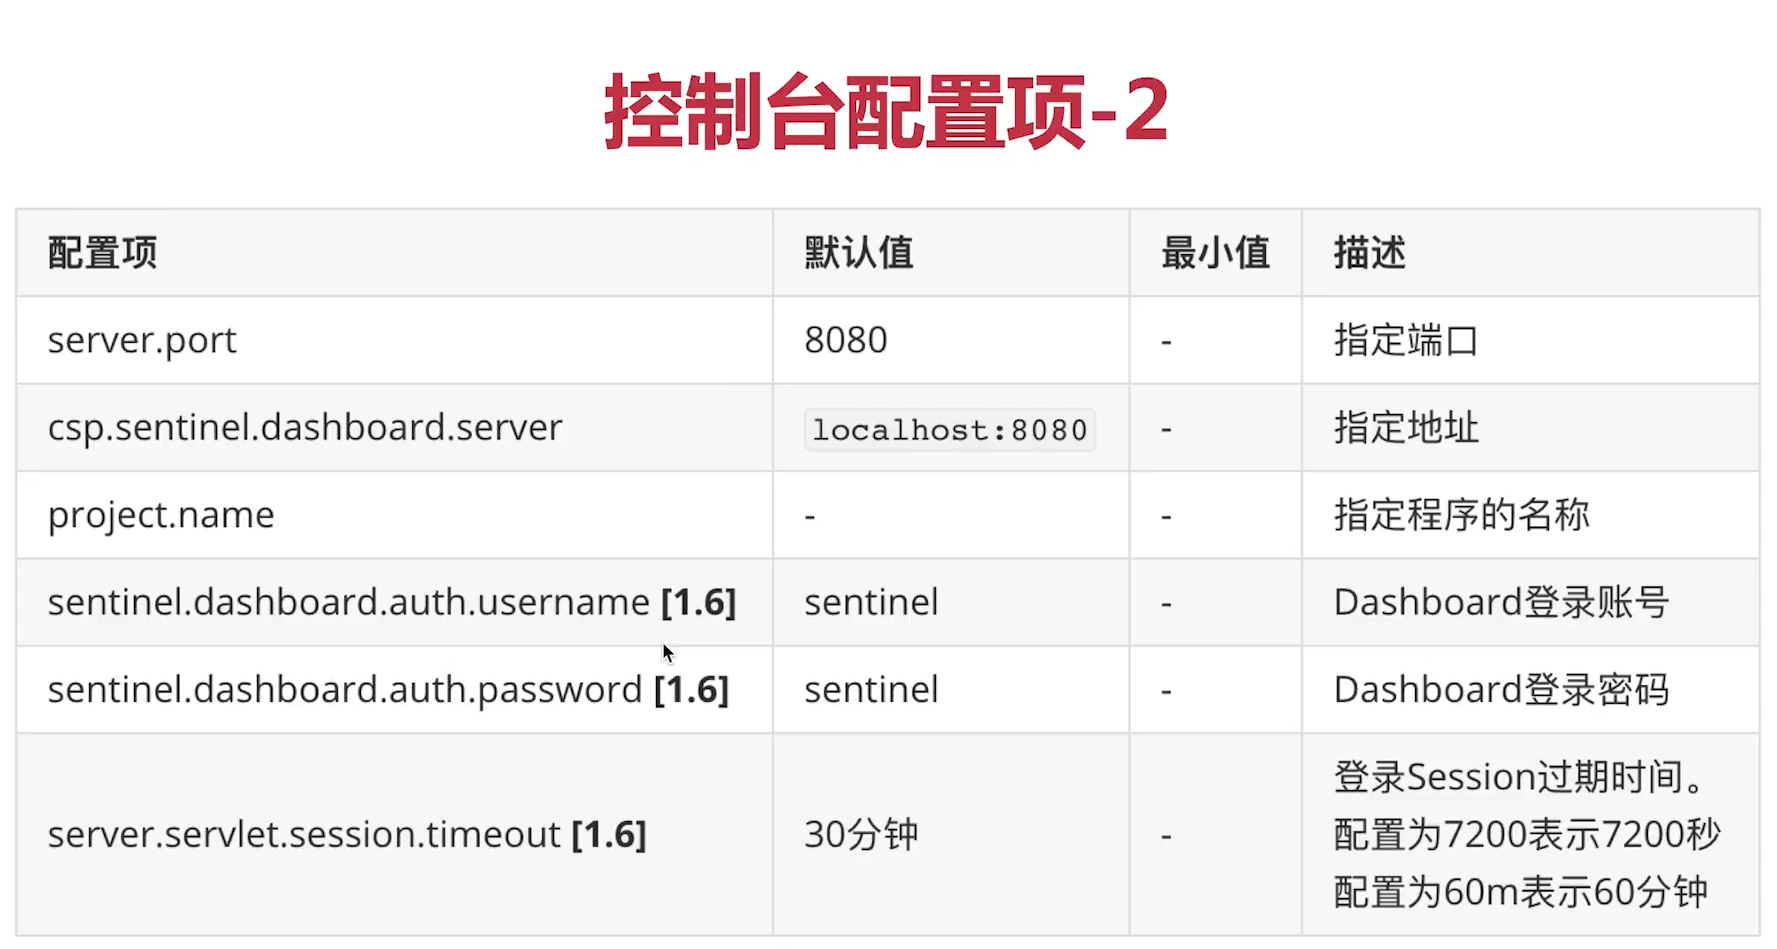 控制台配置项-2
配置项 默认值 最小值 描述
server.port 8080 - 指定端口
csp.sentinel.dashboard.server localhost:8080 - 指定地址
project.name - - 指定程序的名称
sentinel.dashboard.auth.username [1.6] sentinel - Dashboard登录账号
sentinel.dashboard.auth.password [1.6] sentinel - Dashboard登录密码
server.servlet.session.timeout [1.6] 30分钟 - 登录Session过期时间。
配置为7200表示7200秒
配置为60m表示60分钟